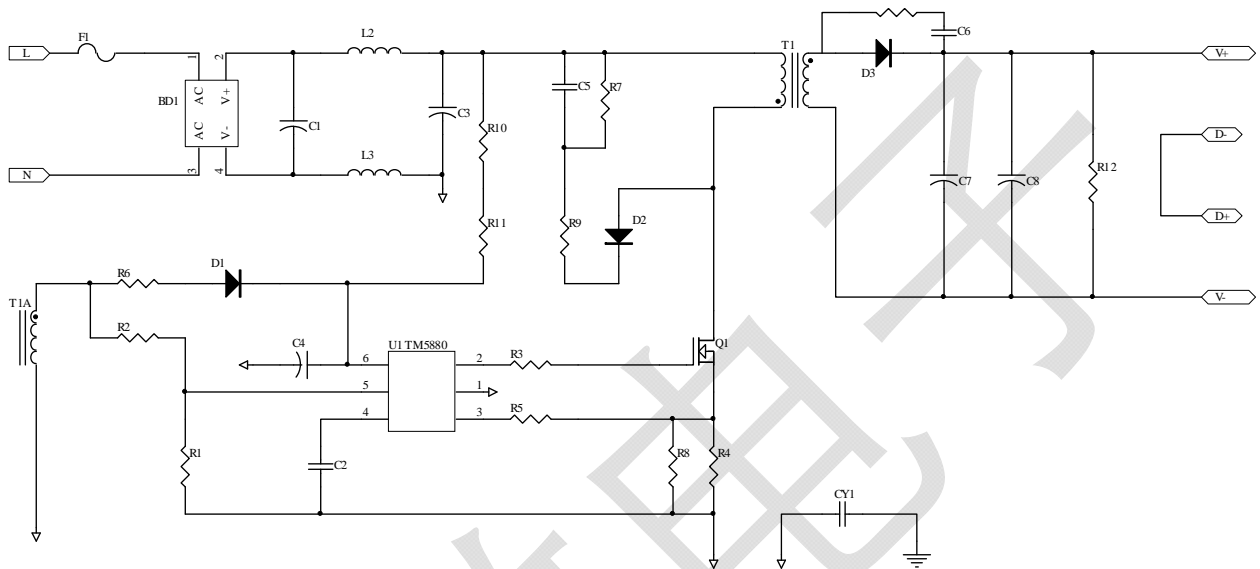 L
F1
BD1
1
2
AC
V+
AC
V-
3
4
N
C1
L2
L3
C3
R10
R11
C5
R7
R9
D2
T1
D3
C6
C7
C8
R12
V+
D-
D+
V-
T1A
R6
D1
R2
C4
R1
U1 TM5880
6
5
4
2
1
3
C2
R3
R5
Q1
R8
R4
CY1
电子